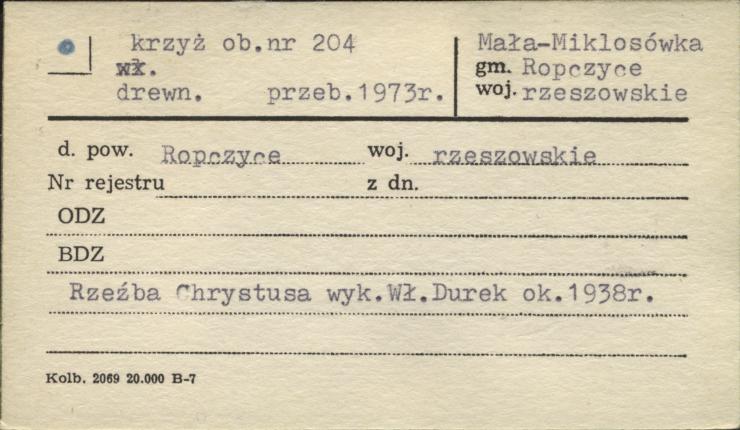 krzyż ob.nr 204
drewn. przeb.1973r.
Mała-Miklosówka
gm. Ropczyce
woj. rzeszowskie
d. pow. Ropczyce woj. rzeszowskie
Nr rejestru z dn.
ODZ
BDZ
Rzeźba Chrystusa wyk.Wł.Durek ok.1938r.
Kolb. 2069 20.000 B-7